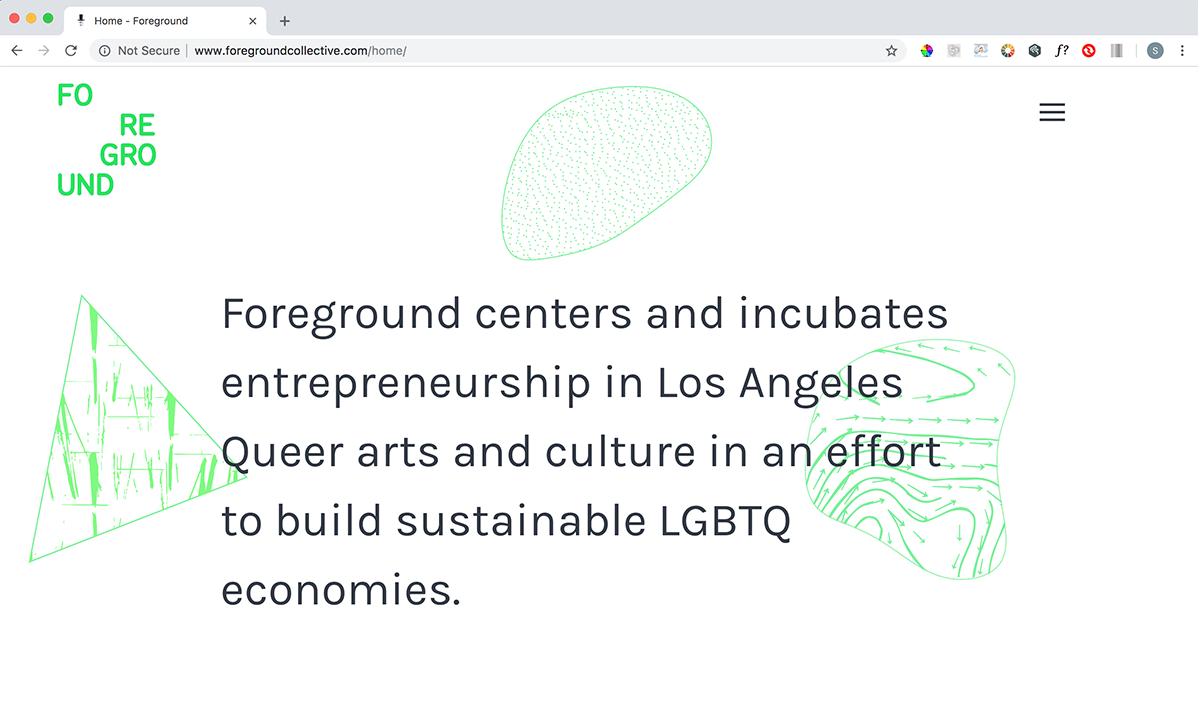 Home - Foreground
Not Secure
www.foregroundcollective.com/home/
f?
S
FO
RE
GRO
UND
Foreground centers and incubates
entrepreneurship in Los Angeles
Queer arts and culture in an effort
to build sustainable LGBTQ
economies.